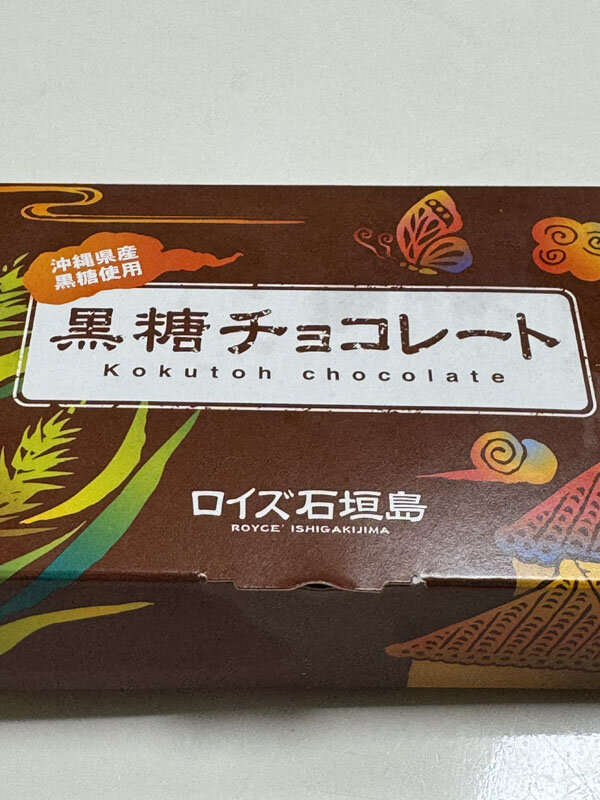 沖縄県産
黒糖使用
黒糖チョコレート
Kokutoh chocolate
ロイズ石垣島
ROYCE' ISHIGAKIJIMA